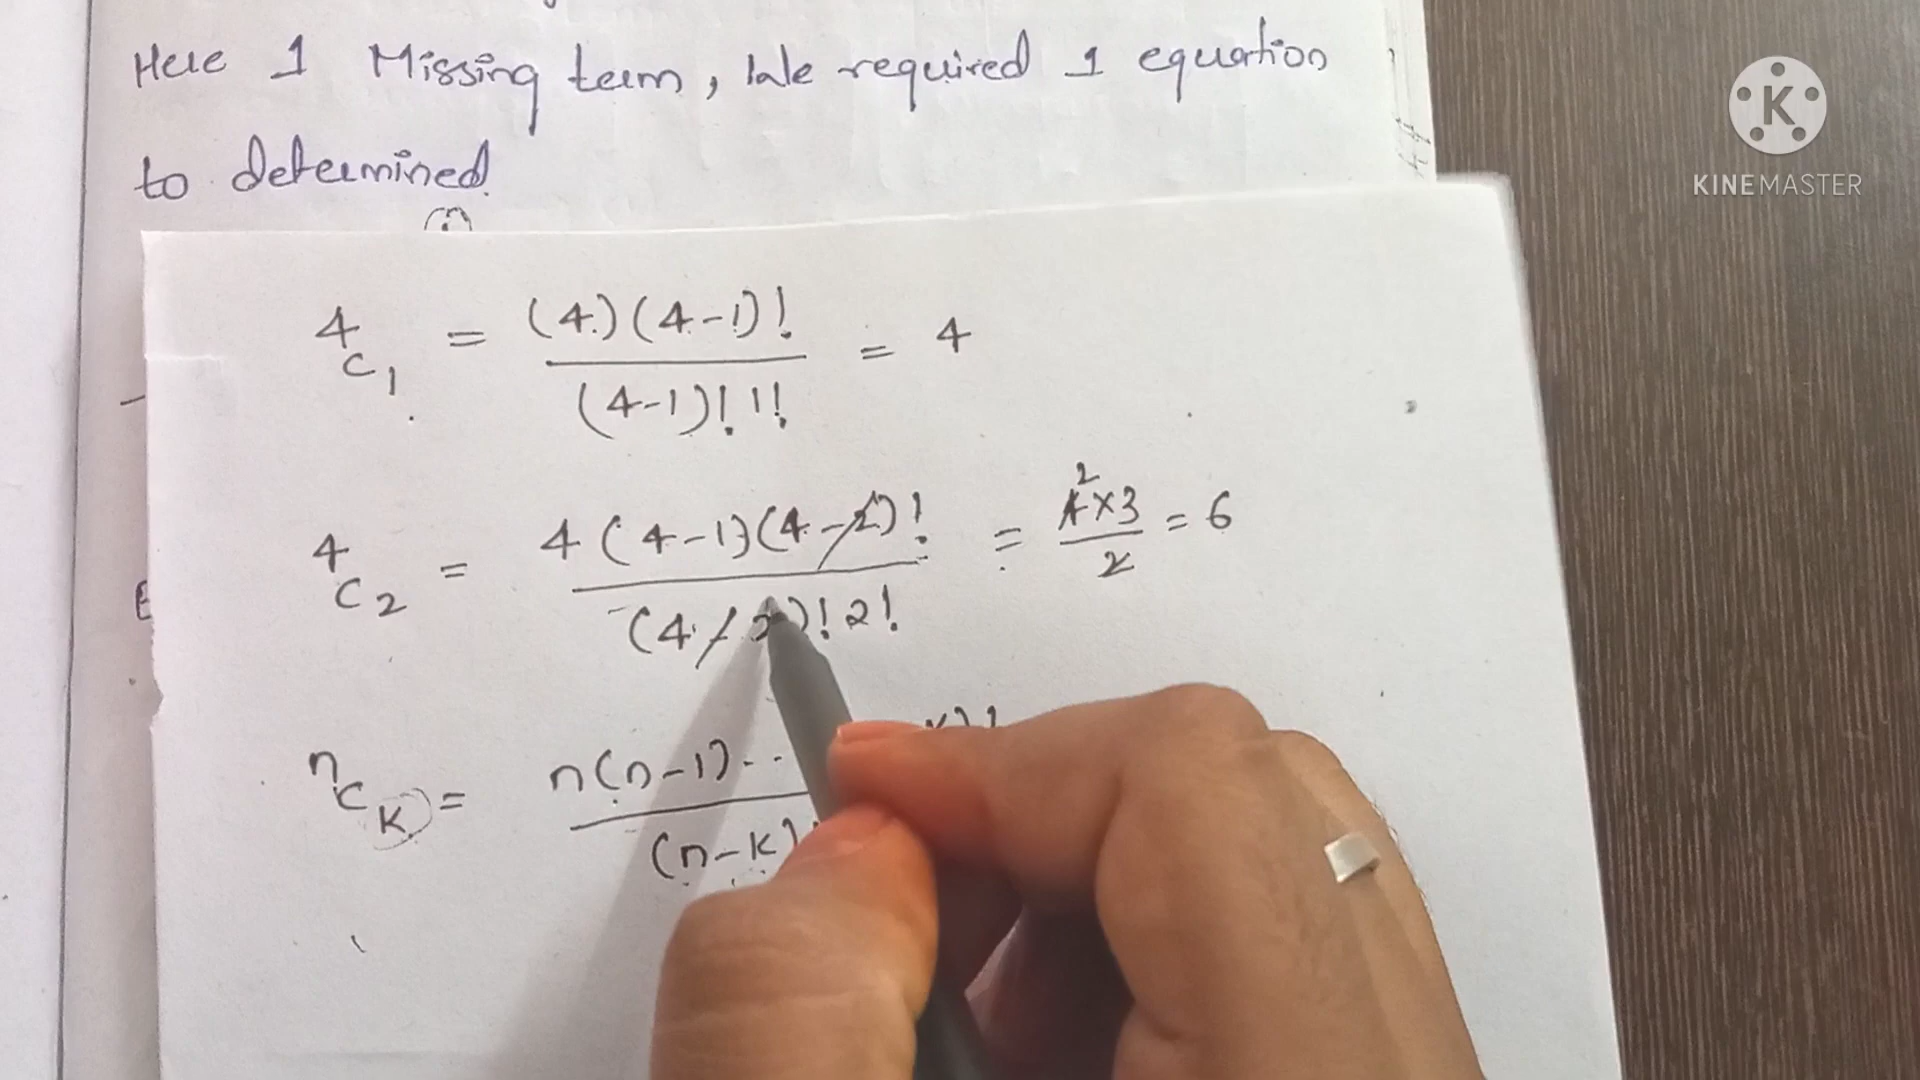 Here 1 Missing term, We required 1 equation
to determined.
KINEMASTER
4C1 = (4)(4-1)! / (4-1)! 1! = 4
4C2 = 4(4-1)(4-2)! / (4-2)! 2! = 4² × 3 / 2 = 6
nCK = n(n-1)..
(n-k)